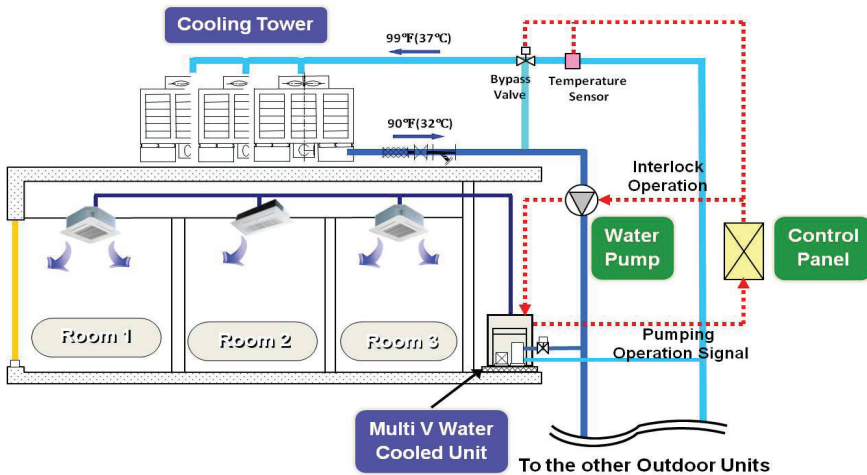 Cooling Tower
99°F(37℃)
Bypass
Valve
Temperature
Sensor
90°F(32℃)
Interlock
Operation
Water
Pump
Control
Panel
Room 1
Room 2
Room 3
Pumping
Operation Signal
Multi V Water
Cooled Unit
To the other Outdoor Units